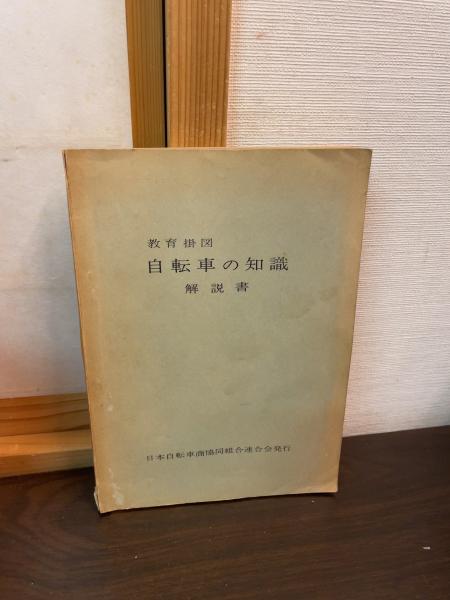 教育掛図
自転車の知識
解説書
日本自転車商協同組合連合会発行